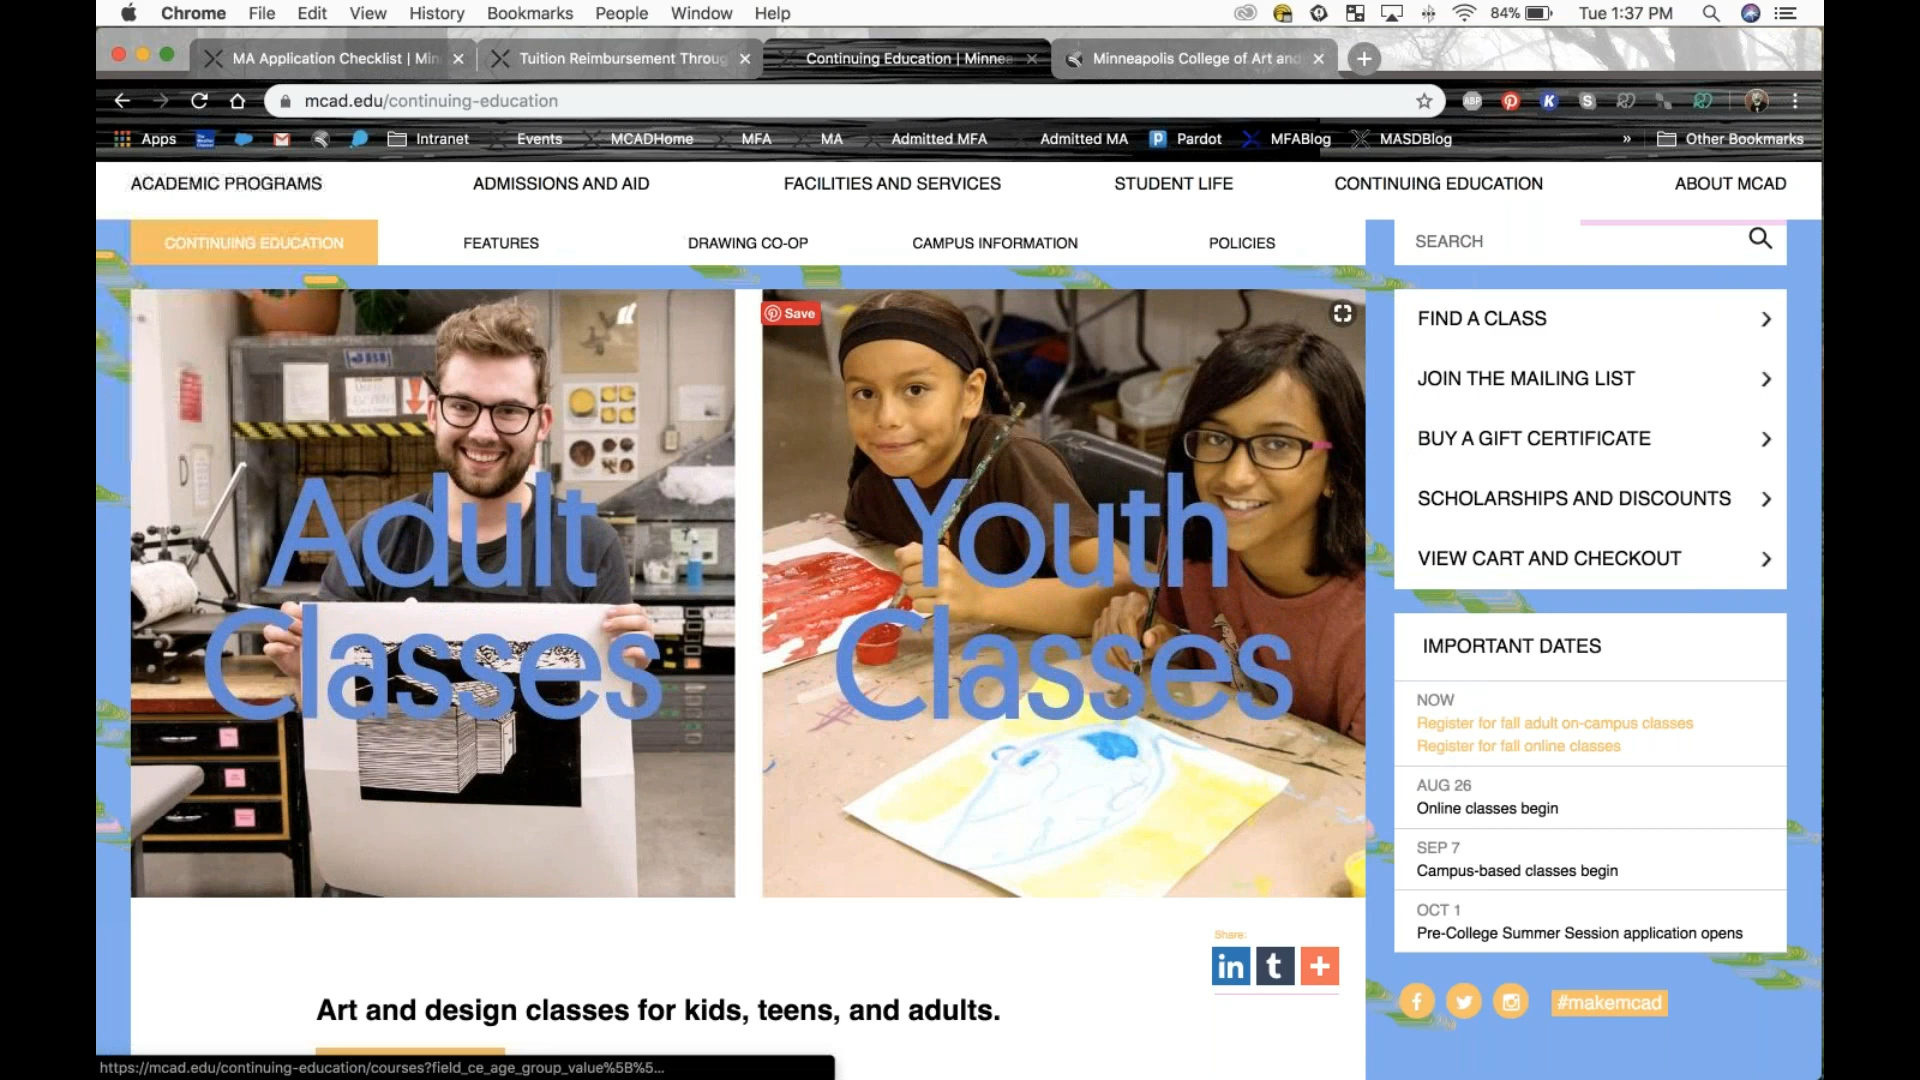 Chrome File Edit View History Bookmarks People Window Help 84% Tue 1:37 PM
MA Application Checklist | Min
Tuition Reimbursement Throug
Continuing Education | Minnea
Minneapolis College of Art and
mcad.edu/continuing-education
ABP
K
S
Apps
Intranet
Events
MCADHome
MFA
MA
Admitted MFA
Admitted MA
Pardot
MFABlog
MASDBlog
»
Other Bookmarks
ACADEMIC PROGRAMS
ADMISSIONS AND AID
FACILITIES AND SERVICES
STUDENT LIFE
CONTINUING EDUCATION
ABOUT MCAD
CONTINUING EDUCATION
FEATURES
DRAWING CO-OP
CAMPUS INFORMATION
POLICIES
SEARCH
Save
Adult
Classes
Youth
Classes
FIND A CLASS
JOIN THE MAILING LIST
BUY A GIFT CERTIFICATE
SCHOLARSHIPS AND DISCOUNTS
VIEW CART AND CHECKOUT
IMPORTANT DATES
NOW
Register for fall adult on-campus classes
Register for fall online classes
AUG 26
Online classes begin
SEP 7
Campus-based classes begin
OCT 1
Pre-College Summer Session application opens
Share:
in t +
Art and design classes for kids, teens, and adults.
#makemcad
https://mcad.edu/continuing-education/courses?field_ce_age_group_value%5B%5...